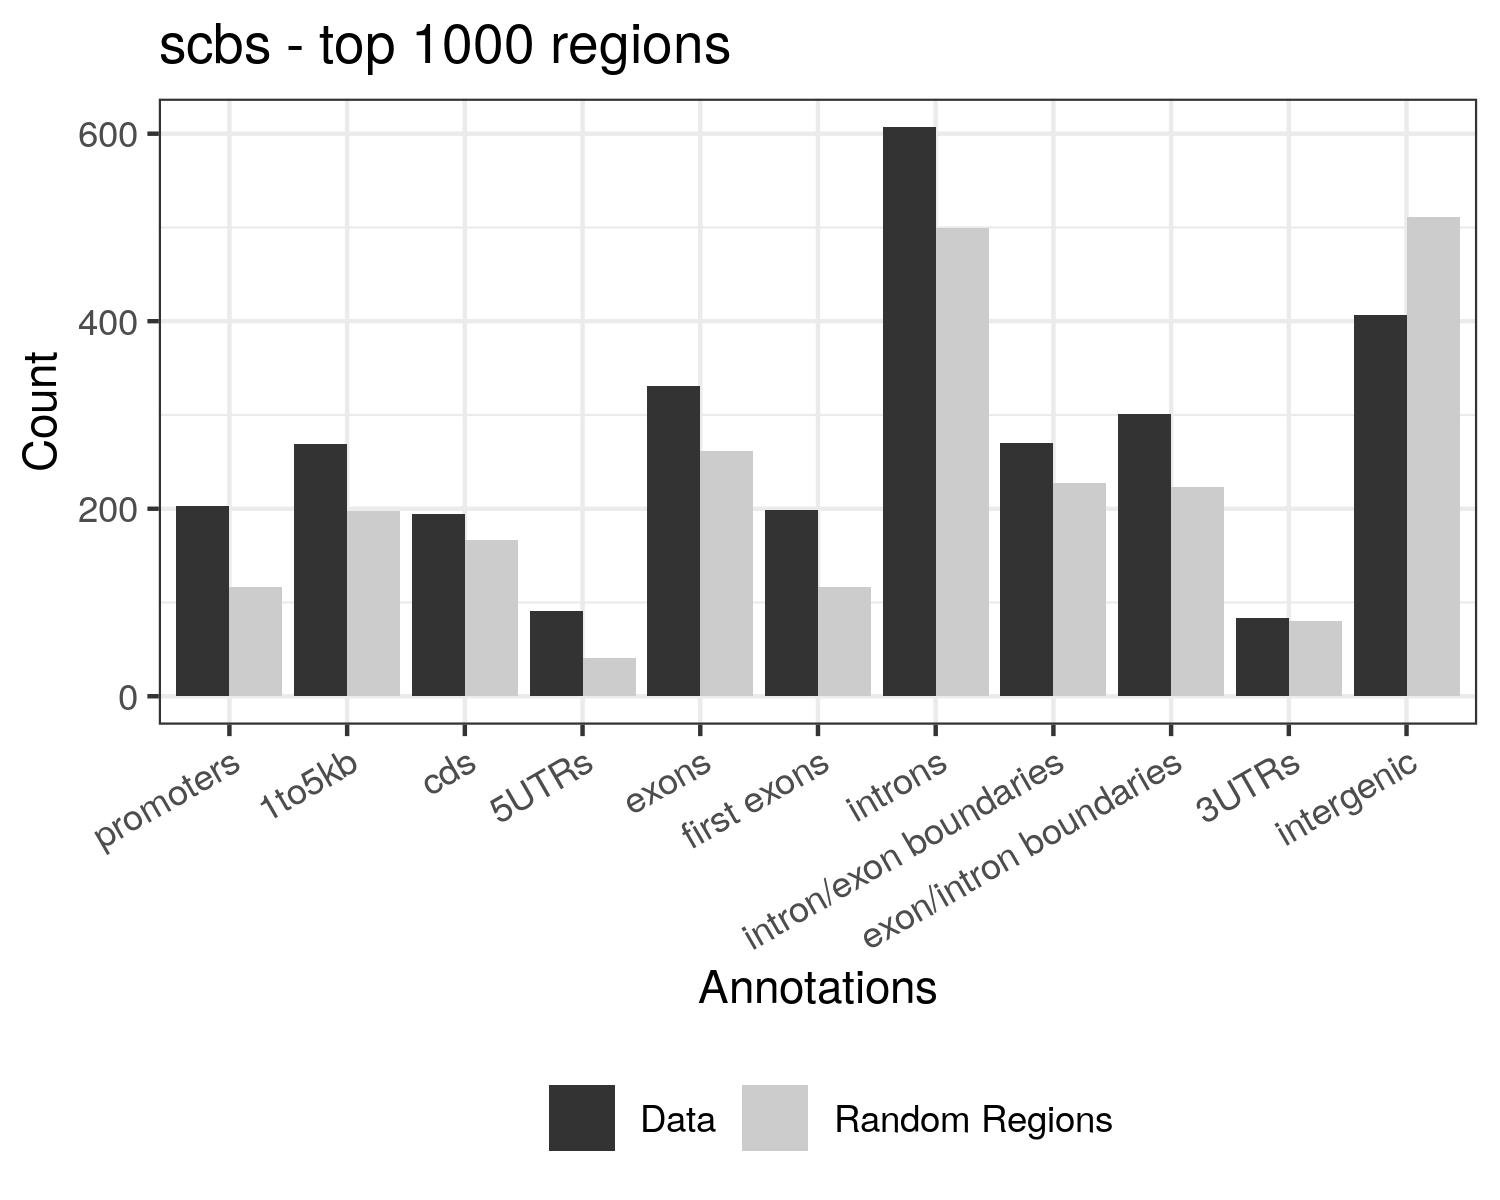 scbs - top 1000 regions
600
400
200
0
Count
promoters
1to5kb
cds
5UTRs
exons
first exons
introns
intron/exon boundaries
exon/intron boundaries
3UTRs
intergenic
Annotations
Data
Random Regions